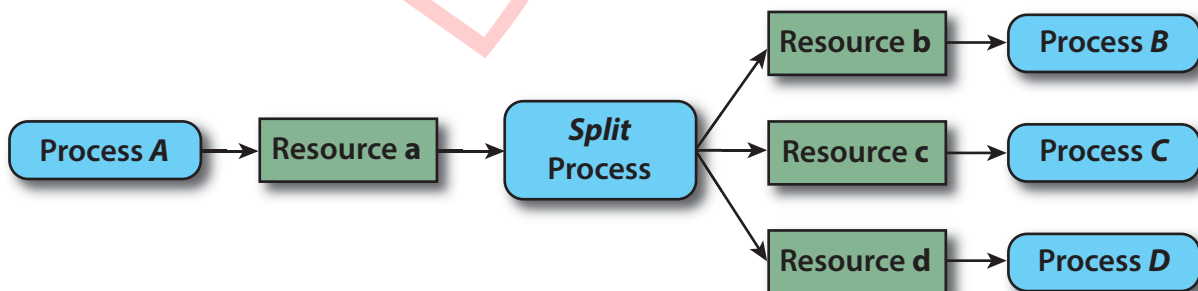 Process A
Resource a
Split
Process
Resource b
Process B
Resource c
Process C
Resource d
Process D